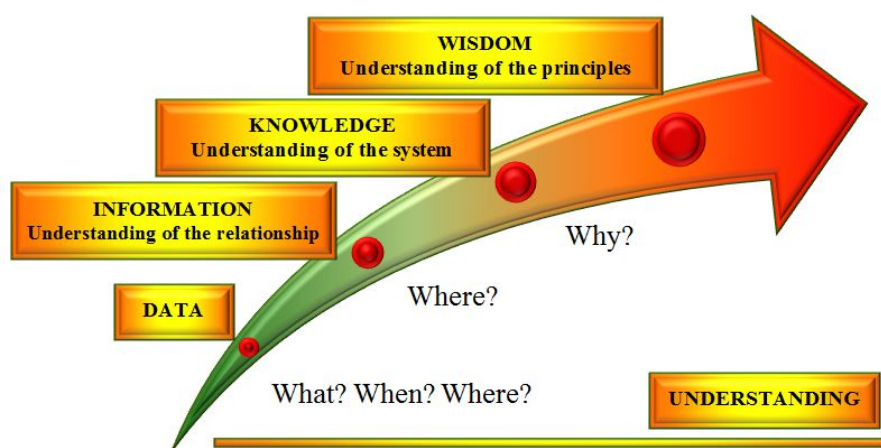 WISDOM
Understanding of the principles
KNOWLEDGE
Understanding of the system
INFORMATION
Understanding of the relationship
Why?
Where?
DATA
What? When? Where?
UNDERSTANDING